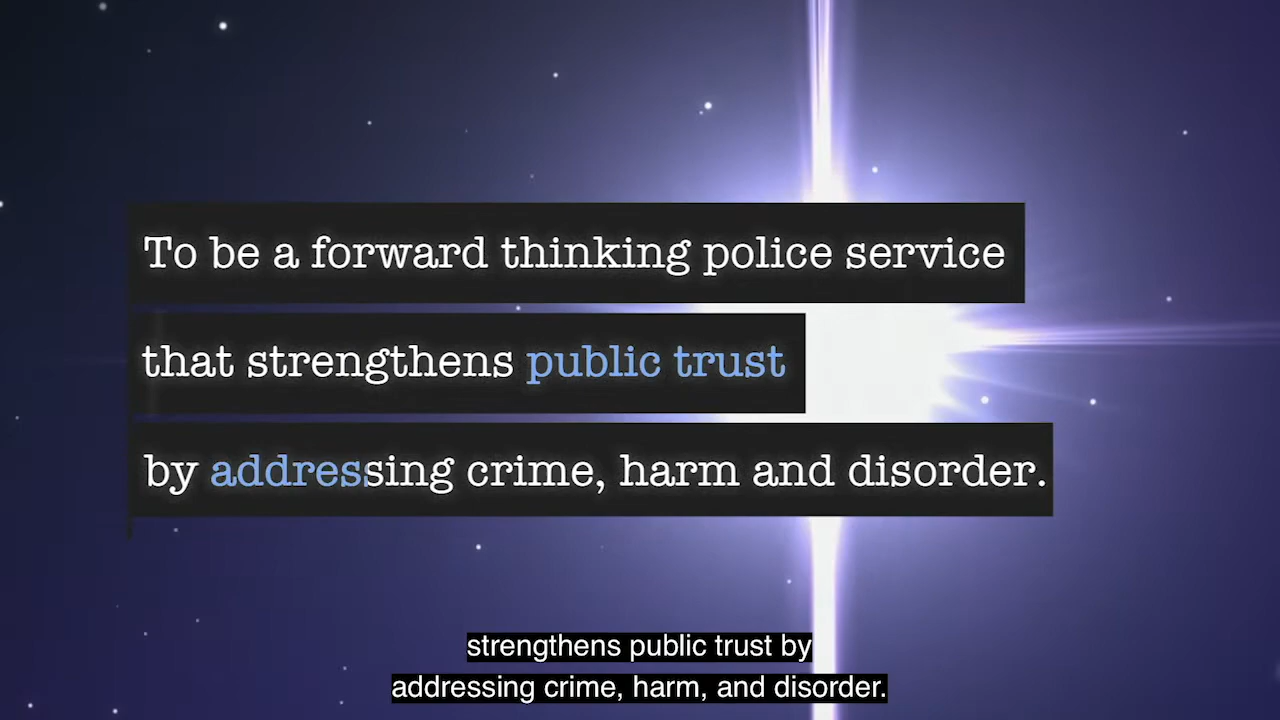 To be a forward thinking police service
that strengthens public trust
by addressing crime, harm and disorder.
strengthens public trust by
addressing crime, harm, and disorder.